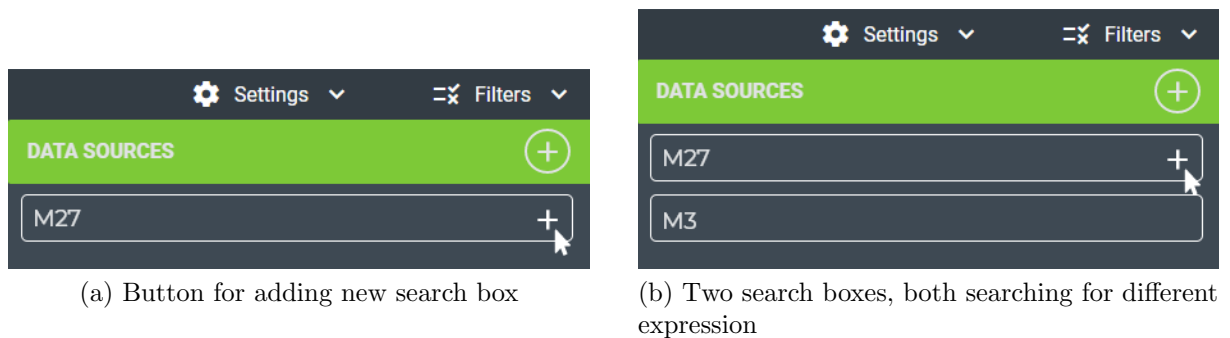 Settings Filters
DATA SOURCES
M27
(a) Button for adding new search box
Settings Filters
DATA SOURCES
M27
M3
(b) Two search boxes, both searching for different
expression